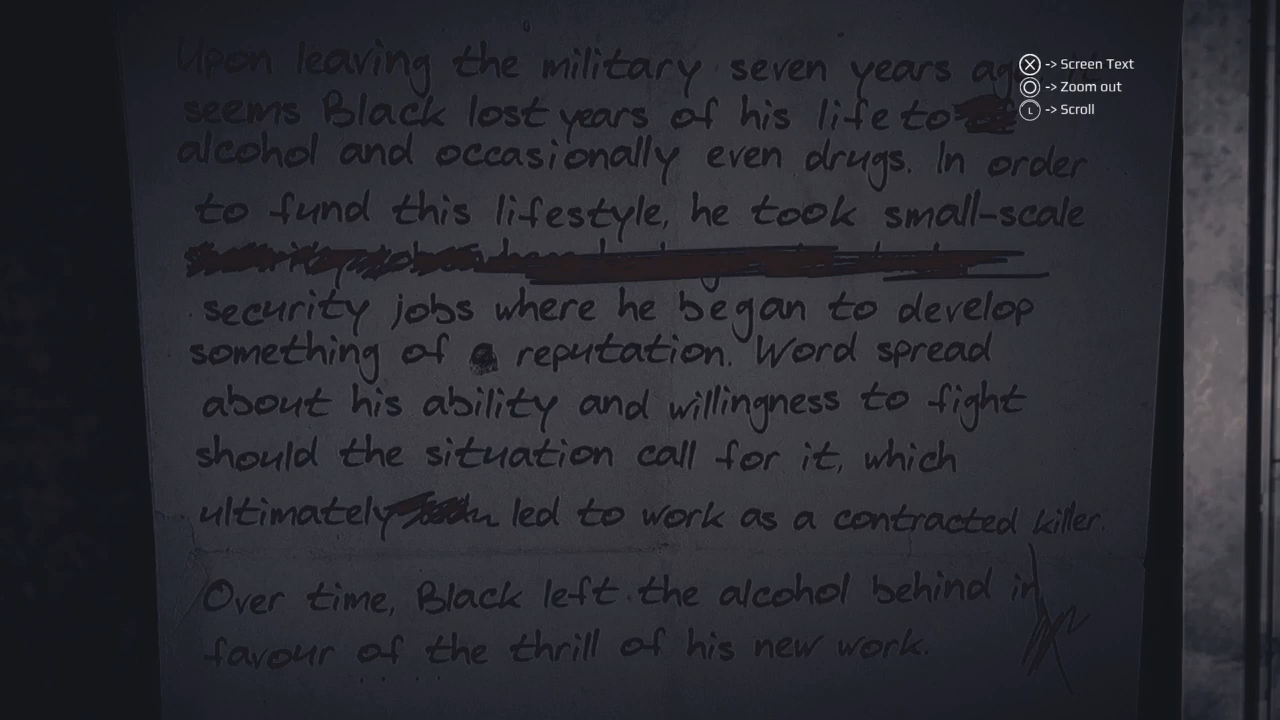 Upon leaving the military seven years ago it
seems Black lost years of his life to
alcohol and occasionally even drugs. In order
to fund this lifestyle, he took small-scale
security jobs where he began to develop
something of a reputation. Word spread
about his ability and willingness to fight
should the situation call for it, which
ultimately led to work as a contracted killer.
Over time, Black left the alcohol behind in
favour of the thrill of his new work.
-> Screen Text
-> Zoom out
L -> Scroll